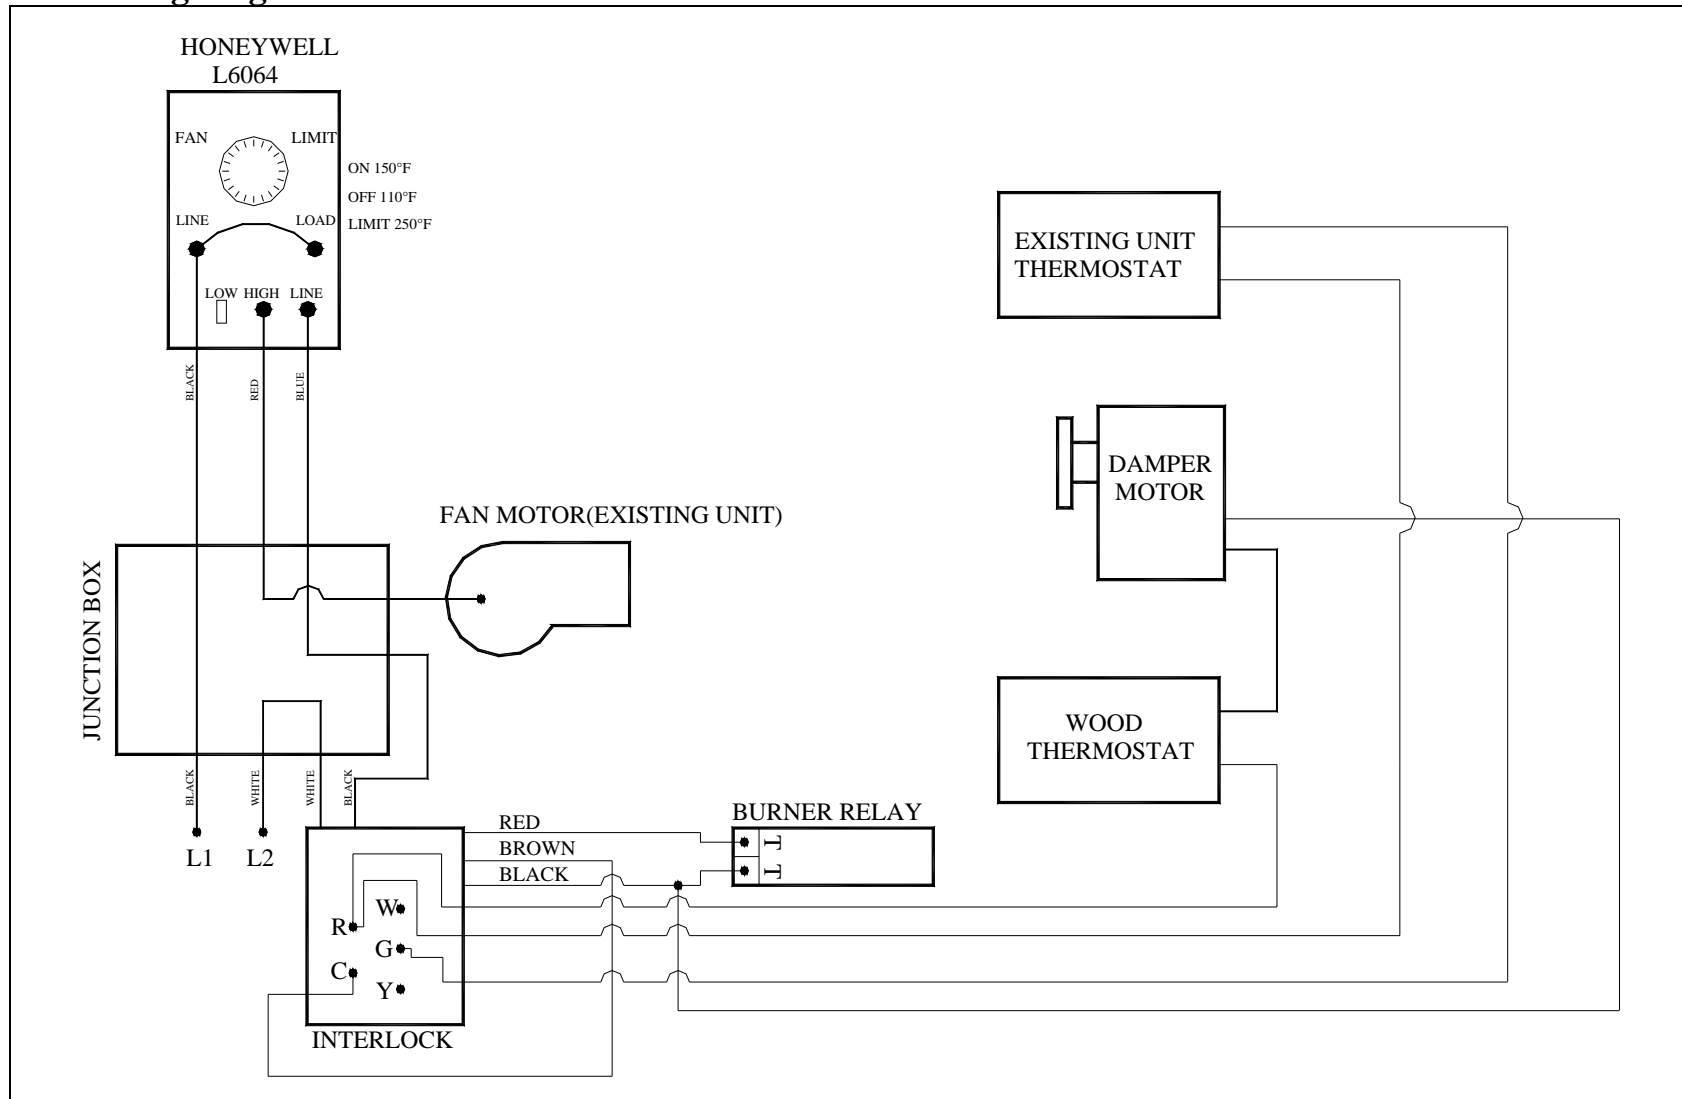 HONEYWELL
L6064
FAN
LIMIT
ON 150°F
OFF 110°F
LIMIT 250°F
LINE
LOAD
LOW
HIGH
LINE
BLACK
RED
BLUE
EXISTING UNIT
THERMOSTAT
DAMPER
MOTOR
FAN MOTOR(EXISTING UNIT)
JUNCTION BOX
WOOD
THERMOSTAT
BLACK
WHITE
WHITE
BLACK
L1
L2
BURNER RELAY
RED
BROWN
BLACK
T
T
W
R
G
C
Y
INTERLOCK